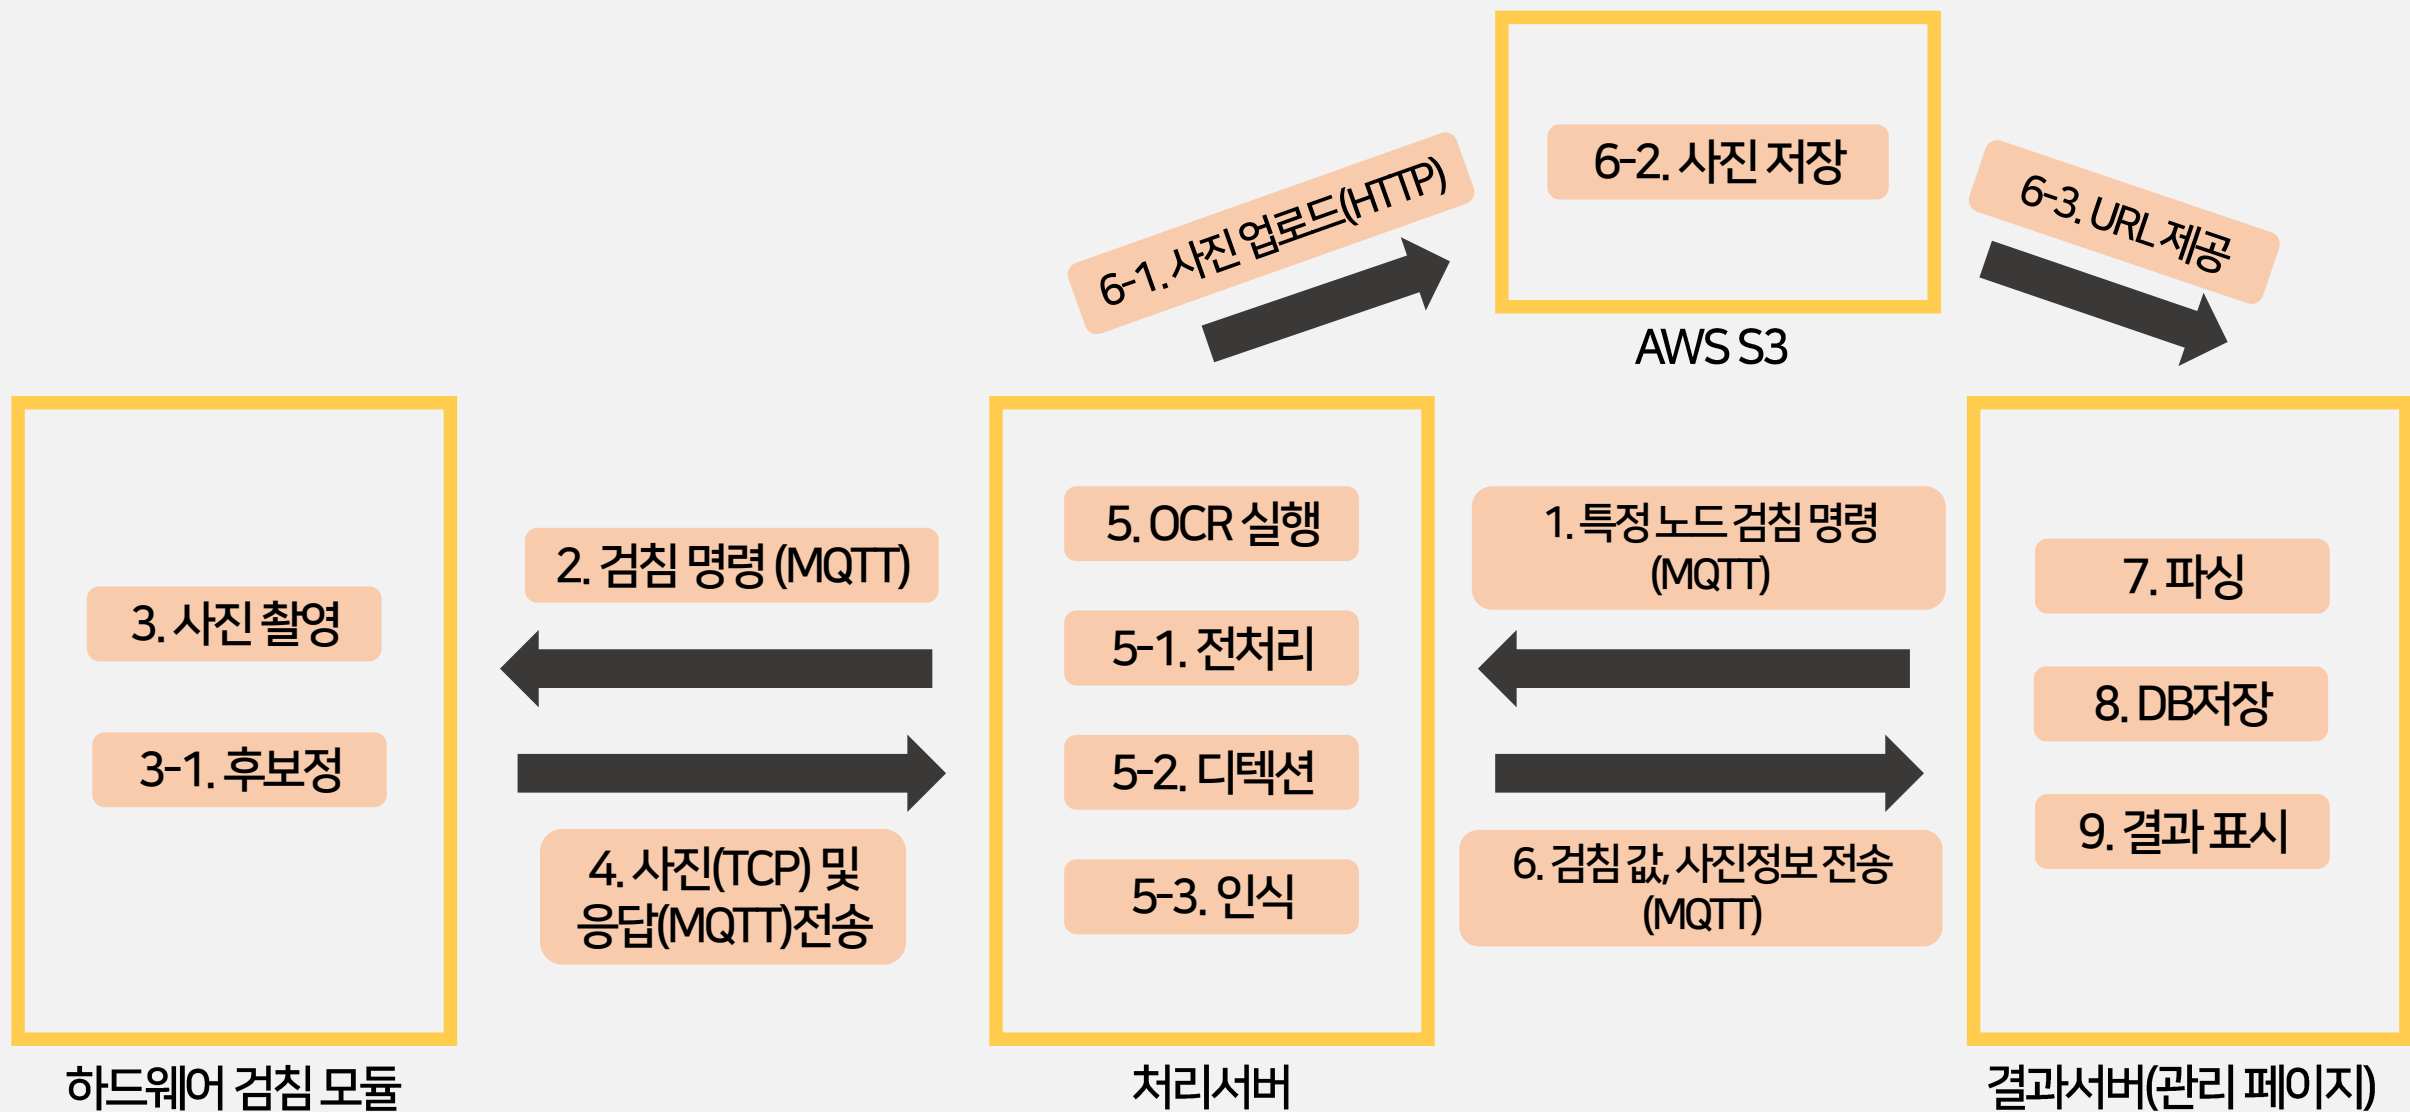 6-2. 사진 저장
6-1. 사진 업로드(HTTP)
6-3. URL 제공
AWS S3
3. 사진 촬영
3-1. 후보정
하드웨어 검침 모듈
2. 검침 명령 (MQTT)
4. 사진(TCP) 및
응답(MQTT)전송
5. OCR 실행
5-1. 전처리
5-2. 디텍션
5-3. 인식
처리서버
1. 특정 노드 검침 명령
(MQTT)
6. 검침 값, 사진정보 전송
(MQTT)
7. 파싱
8. DB저장
9. 결과 표시
결과서버(관리 페이지)